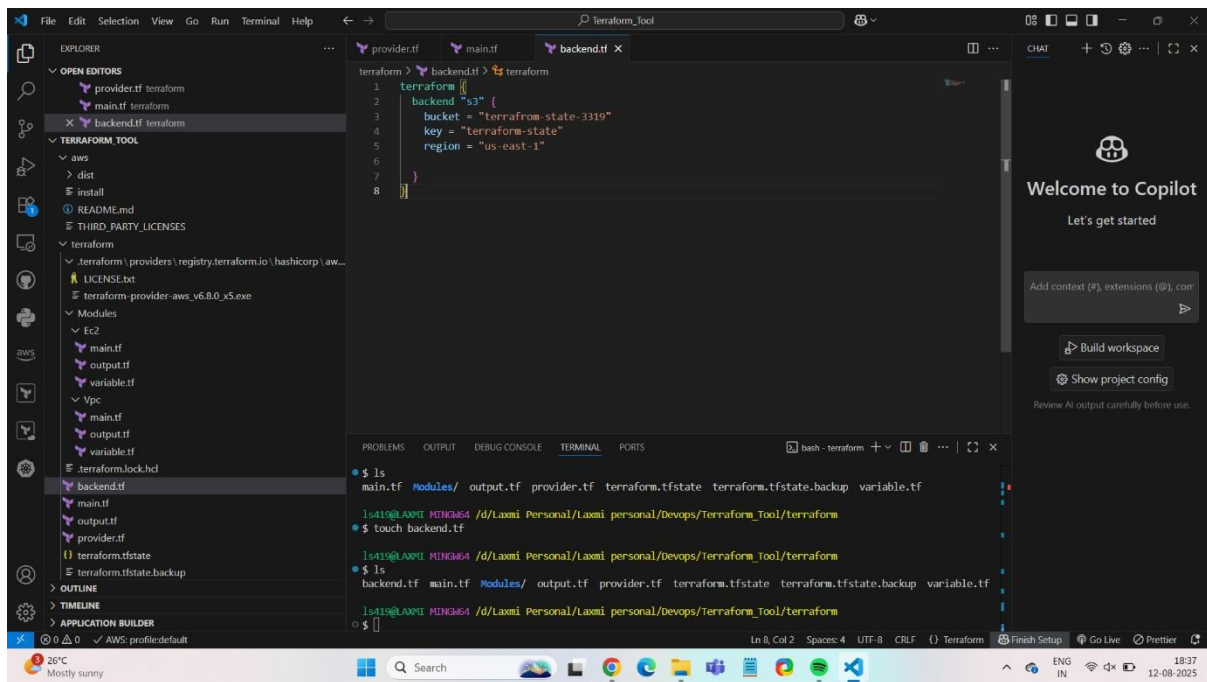 File Edit Selection View Go Run Terminal Help
Terraform_Tool
EXPLORER
OPEN EDITORS
provider.tf terraform
main.tf terraform
backend.tf terraform
TERRAFORM_TOOL
aws
dist
install
README.md
THIRD_PARTY_LICENSES
terraform
.terraform\providers\registry.terraform.io\hashicorp\aw...
LICENSE.txt
terraform-provider-aws_v6.8.0_x5.exe
Modules
Ec2
main.tf
output.tf
variable.tf
Vpc
main.tf
output.tf
variable.tf
.terraform.lock.hcl
backend.tf
main.tf
output.tf
provider.tf
terraform.tfstate
terraform.tfstate.backup
OUTLINE
TIMELINE
APPLICATION BUILDER
provider.tf main.tf backend.tf
terraform > backend.tf > terraform
1 terraform {
2 backend "s3" {
3 bucket = "terrafrom-state-3319"
4 key = "terraform-state"
5 region = "us-east-1"
6
7 }
8 }
PROBLEMS OUTPUT DEBUG CONSOLE TERMINAL PORTS
bash - terraform
$ ls
main.tf Modules/ output.tf provider.tf terraform.tfstate terraform.tfstate.backup variable.tf
ls419@LAXMI MINGW64 /d/Laxmi Personal/Laxmi personal/Devops/Terraform_Tool/terraform
$ touch backend.tf
ls419@LAXMI MINGW64 /d/Laxmi Personal/Laxmi personal/Devops/Terraform_Tool/terraform
$ ls
backend.tf main.tf Modules/ output.tf provider.tf terraform.tfstate terraform.tfstate.backup variable.tf
ls419@LAXMI MINGW64 /d/Laxmi Personal/Laxmi personal/Devops/Terraform_Tool/terraform
$
CHAT
Welcome to Copilot
Let's get started
Add context (#), extensions (@), com
Build workspace
Show project config
Review AI output carefully before use.
0 0 AWS: profile:default
Ln 8, Col 2 Spaces: 4 UTF-8 CRLF {} Terraform Finish Setup Go Live Prettier
26°C
Mostly sunny
Search
ENG
IN
18:37
12-08-2025